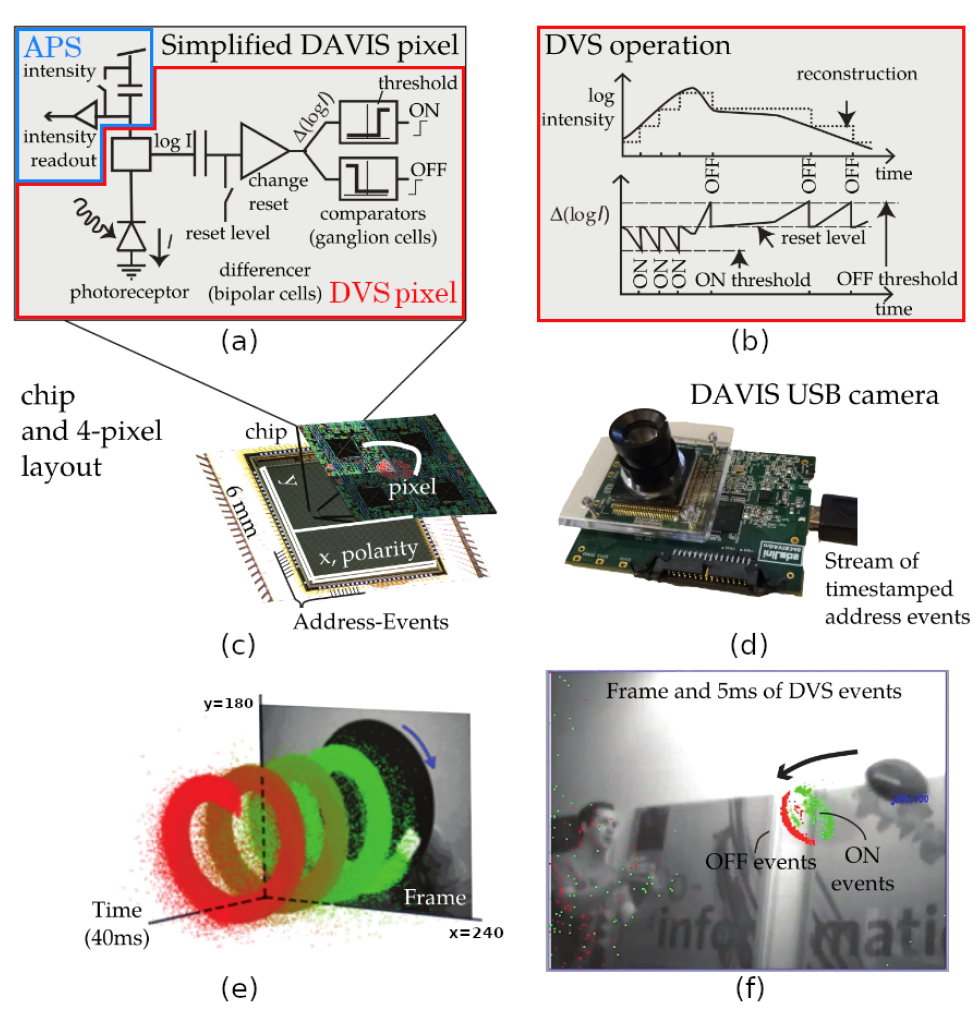 APS
Simplified DAVIS pixel
intensity
threshold
ON
Δ(logI)
intensity
readout
log I
OFF
change
reset
comparators
(ganglion cells)
reset level
I
differencer
(bipolar cells)
photoreceptor
DVS pixel
(a)
DVS operation
log
intensity
reconstruction
OFF
OFF
OFF
time
Δ(logI)
reset level
ON
ON
ON
ON threshold
OFF threshold
time
(b)
chip
and 4-pixel
layout
chip
pixel
y
6 mm
x, polarity
Address-Events
(c)
DAVIS USB camera
Stream of
timestamped
address events
(d)
y=180
Frame
Time
(40ms)
x=240
(e)
Frame and 5ms of DVS events
OFF events
ON
events
informati
(f)